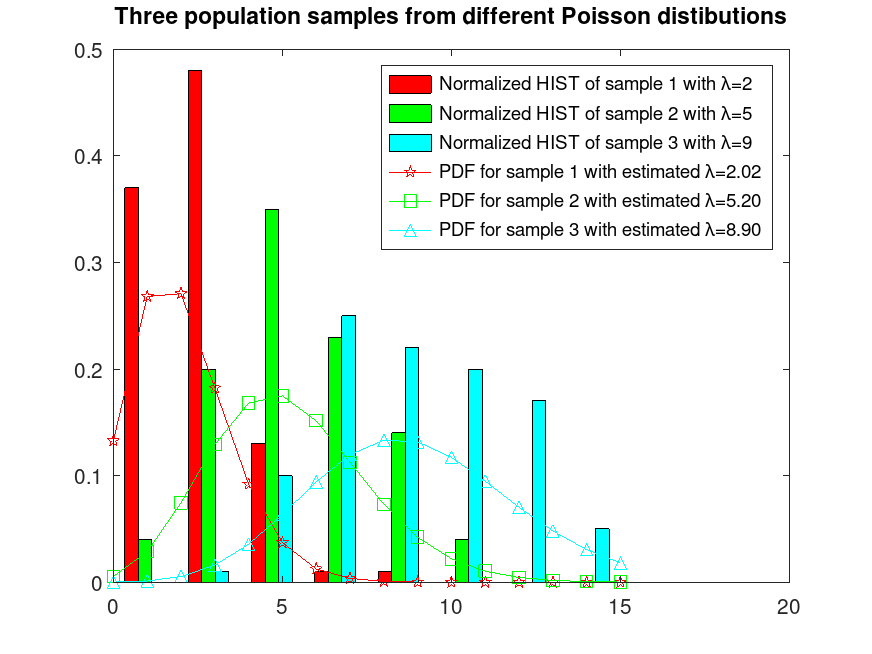 Three population samples from different Poisson distibutions
0.5
0.4
0.3
0.2
0.1
0
Normalized HIST of sample 1 with λ=2
Normalized HIST of sample 2 with λ=5
Normalized HIST of sample 3 with λ=9
PDF for sample 1 with estimated λ=2.02
PDF for sample 2 with estimated λ=5.20
PDF for sample 3 with estimated λ=8.90
0 5 10 15 20